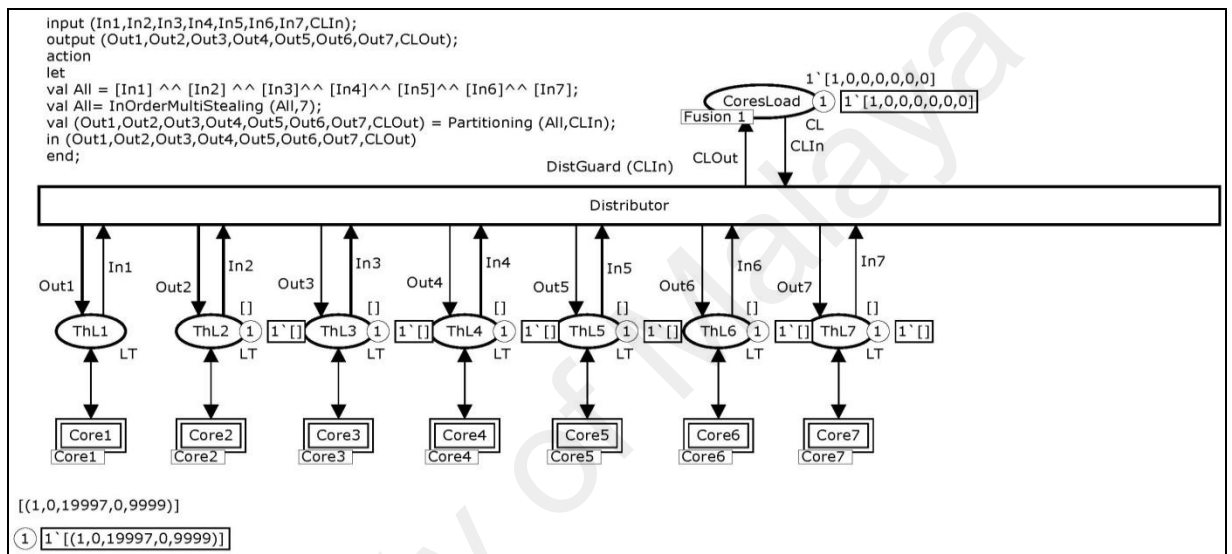 input (In1,In2,In3,In4,In5,In6,In7,CLIn);
output (Out1,Out2,Out3,Out4,Out5,Out6,Out7,CLOut);
action
let
val All = [In1] ^^ [In2] ^^ [In3]^^ [In4]^^ [In5]^^ [In6]^^ [In7];
val All= InOrderMultiStealing (All,7);
val (Out1,Out2,Out3,Out4,Out5,Out6,Out7,CLOut) = Partitioning (All,CLIn);
in (Out1,Out2,Out3,Out4,Out5,Out6,Out7,CLOut)
end;
1`[1,0,0,0,0,0,0]
CoresLoad 1 1`[1,0,0,0,0,0,0]
Fusion 1
CL
CLOut CLIn
DistGuard (CLIn)
Distributor
Out1 In1 Out2 In2 Out3 In3 Out4 In4 Out5 In5 Out6 In6 Out7 In7
[] [] [] [] [] []
ThL1 ThL2 1 1`[] ThL3 1 1`[] ThL4 1 1`[] ThL5 1 1`[] ThL6 1 1`[] ThL7 1 1`[]
LT LT LT LT LT LT LT
Core1 Core2 Core3 Core4 Core5 Core6 Core7
Core1 Core2 Core3 Core4 Core5 Core6 Core7
[(1,0,19997,0,9999)]
1 1`[(1,0,19997,0,9999)]
y of Malaya